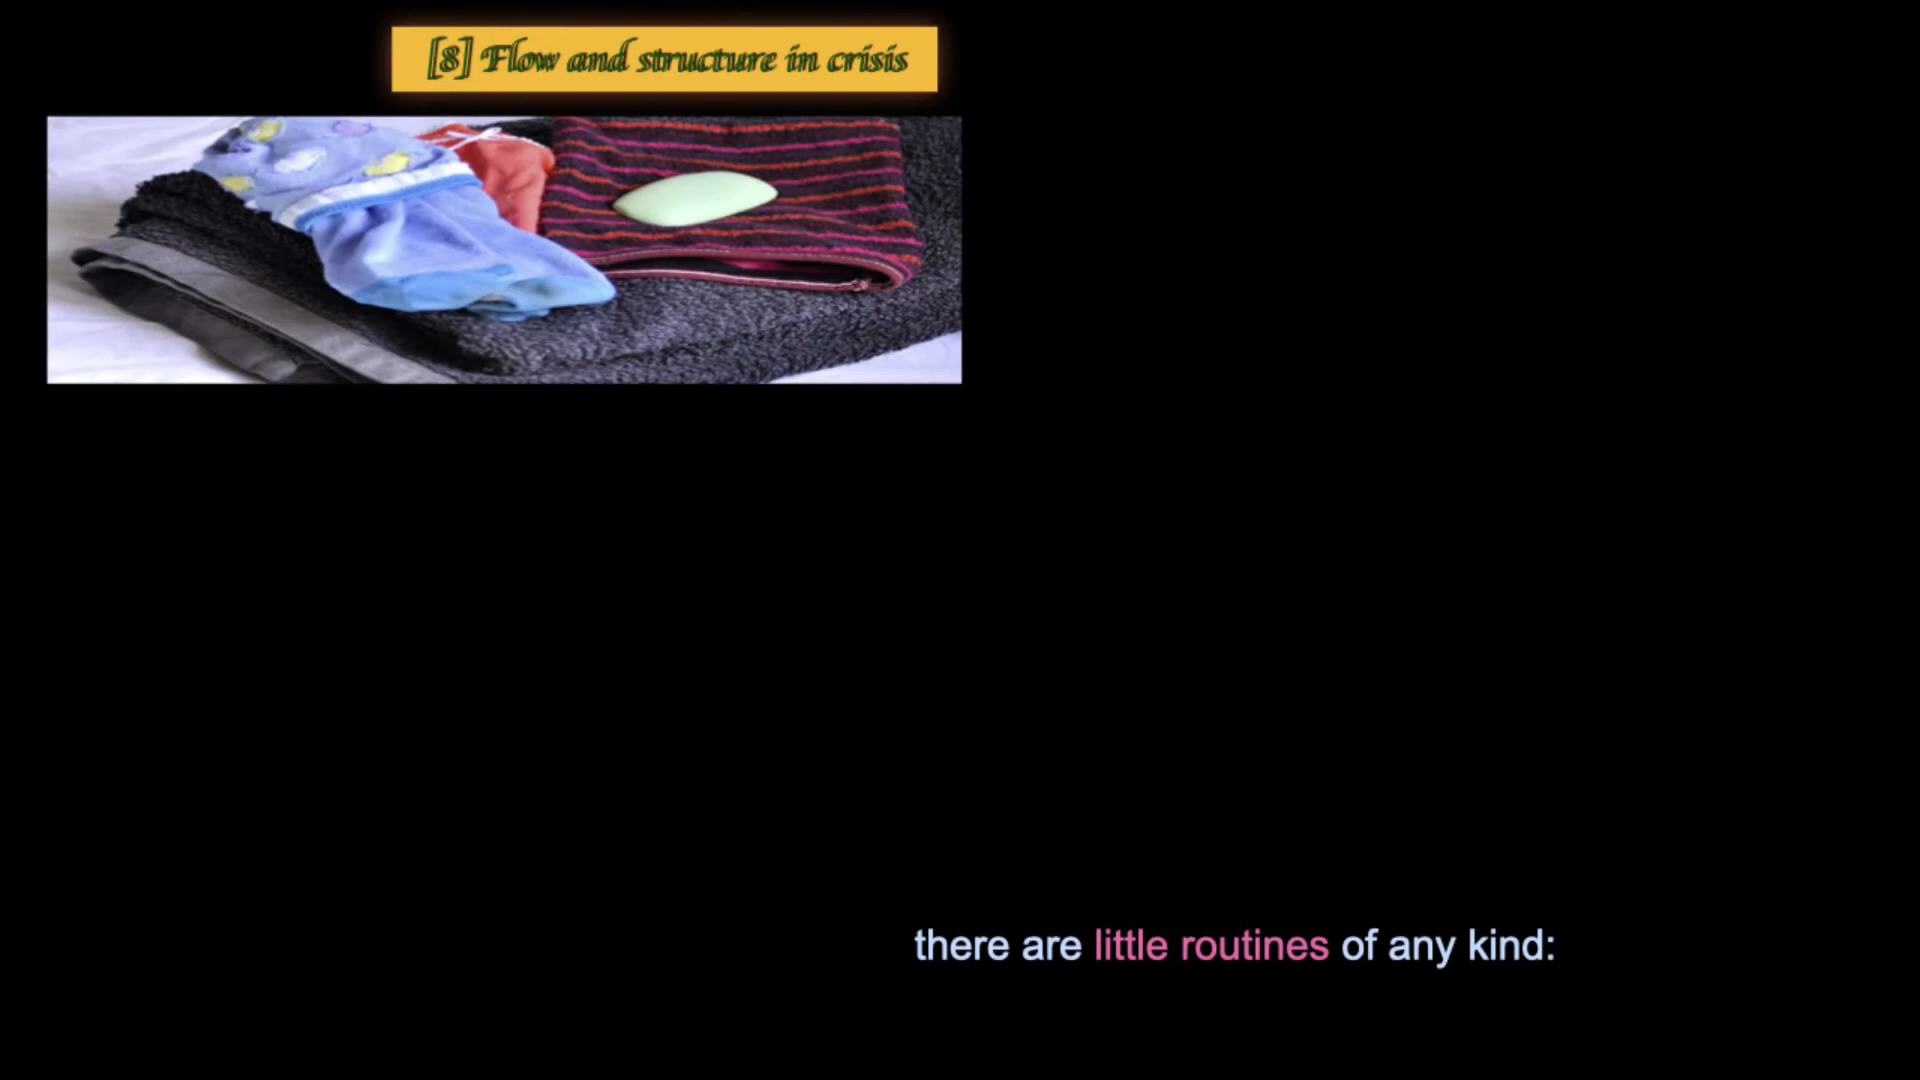 [8] Flow and structure in crisis
there are little routines of any kind: